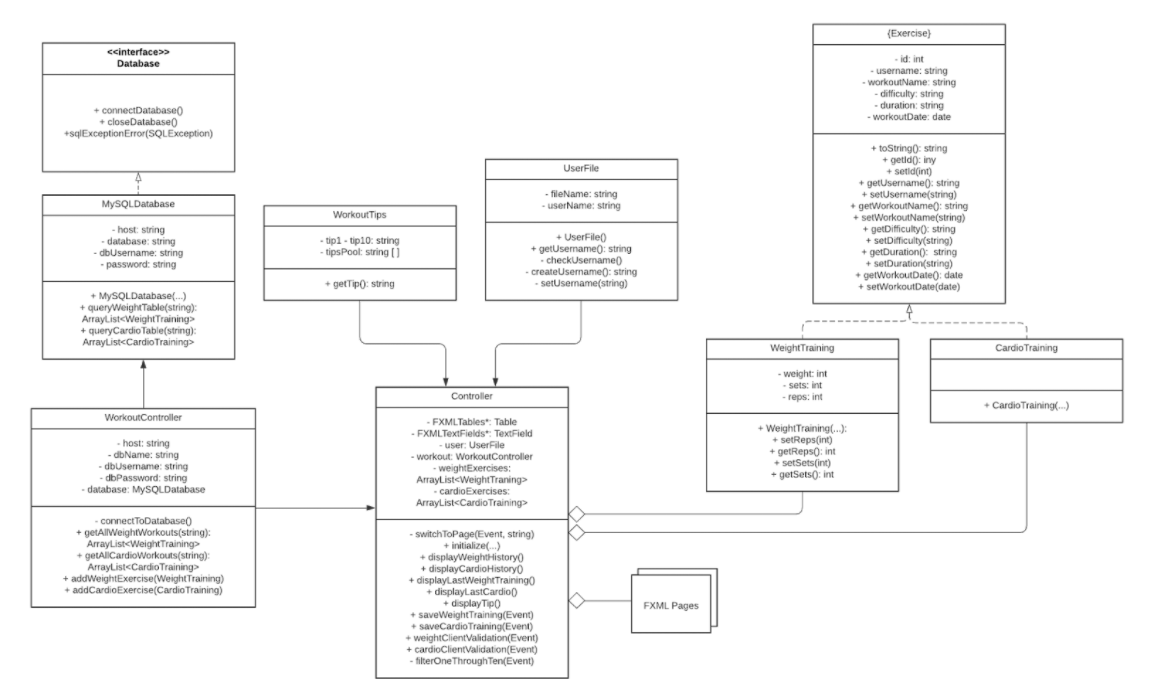 <<interface>>
Database
+ connectDatabase()
+ closeDatabase()
+sqlExceptionError(SQLException)
MySQLDatabase
- host: string
- database: string
- dbUsername: string
- password: string
+ MySQLDatabase(...)
+ queryWeightTable(string):
ArrayList<WeightTraining>
+ queryCardioTable(string):
ArrayList<CardioTraining>
WorkoutController
- host: string
- dbName: string
- dbUsername: string
- dbPassword: string
- database: MySQLDatabase
- connectToDatabase()
+ getAllWeightWorkouts(string):
ArrayList<WeightTraining>
+ getAllCardioWorkouts(string):
ArrayList<CardioTraining>
+ addWeightExercise(WeightTraining)
+ addCardioExercise(CardioTraining)
WorkoutTips
- tip1 - tip10: string
- tipsPool: string [ ]
+ getTip(): string
UserFile
- fileName: string
- userName: string
+ UserFile()
+ getUsername(): string
- checkUsername()
- createUsername(): string
- setUsername(string)
Controller
- FXMLTables*: Table
- FXMLTextFields*: TextField
- user: UserFile
- workout: WorkoutController
- weightExercises:
ArrayList<WeightTraning>
- cardioExercises:
ArrayList<CardioTraining>
- switchToPage(Event, string)
+ initialize(...)
+ displayWeightHistory()
+ displayCardioHistory()
+ displayLastWeightTraining()
+ displayLastCardio()
+ displayTip()
+ saveWeightTraining(Event)
+ saveCardioTraining(Event)
+ weightClientValidation(Event)
+ cardioClientValidation(Event)
- filterOneThroughTen(Event)
{Exercise}
- id: int
- username: string
- workoutName: string
- difficulty: string
- duration: string
- workoutDate: date
+ toString(): string
+ getId(): iny
+ setId(int)
+ getUsername(): string
+ setUsername(string)
+ getWorkoutName(): string
+ setWorkoutName(string)
+ getDifficulty(): string
+ setDifficulty(string)
+ getDuration(): string
+ setDuration(string)
+ getWorkoutDate(): date
+ setWorkoutDate(date)
WeightTraining
- weight: int
- sets: int
- reps: int
+ WeightTraining(...):
+ setReps(int)
+ getReps(): int
+ setSets(int)
+ getSets(): int
CardioTraining
+ CardioTraining(...)
FXML Pages